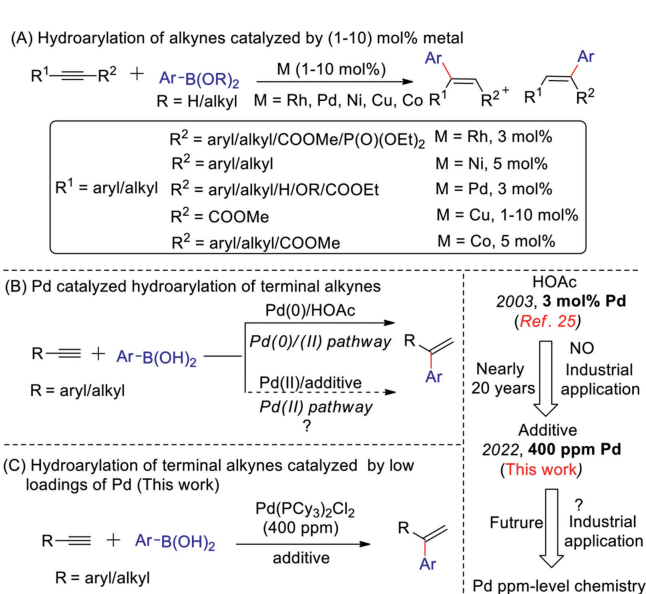 (A) Hydroarylation of alkynes catalyzed by (1-10) mol% metal
R1 R2 + Ar-B(OR)2 M (1-10 mol%)
R = H/alkyl M = Rh, Pd, Ni, Cu, Co
Ar R1 R2 + Ar R1 R2
R2 = aryl/alkyl/COOMe/P(O)(OEt)2 M = Rh, 3 mol%
R2 = aryl/alkyl M = Ni, 5 mol%
R1 = aryl/alkyl R2 = aryl/alkyl/H/OR/COOEt M = Pd, 3 mol%
R2 = COOMe M = Cu, 1-10 mol%
R2 = aryl/alkyl/COOMe M = Co, 5 mol%
(B) Pd catalyzed hydroarylation of terminal alkynes
Pd(0)/HOAc
Pd(0)/(II) pathway
R + Ar-B(OH)2
R = aryl/alkyl
Pd(II)/additive
Pd(II) pathway
?
R
Ar
(C) Hydroarylation of terminal alkynes catalyzed by low
loadings of Pd (This work)
Pd(PCy3)2Cl2
(400 ppm)
R + Ar-B(OH)2
additive
R = aryl/alkyl
R
Ar
HOAc
2003, 3 mol% Pd
(Ref. 25)
NO
Nearly Industrial
20 years application
Additive
2022, 400 ppm Pd
(This work)
?
Futrure Industrial
application
Pd ppm-level chemistry